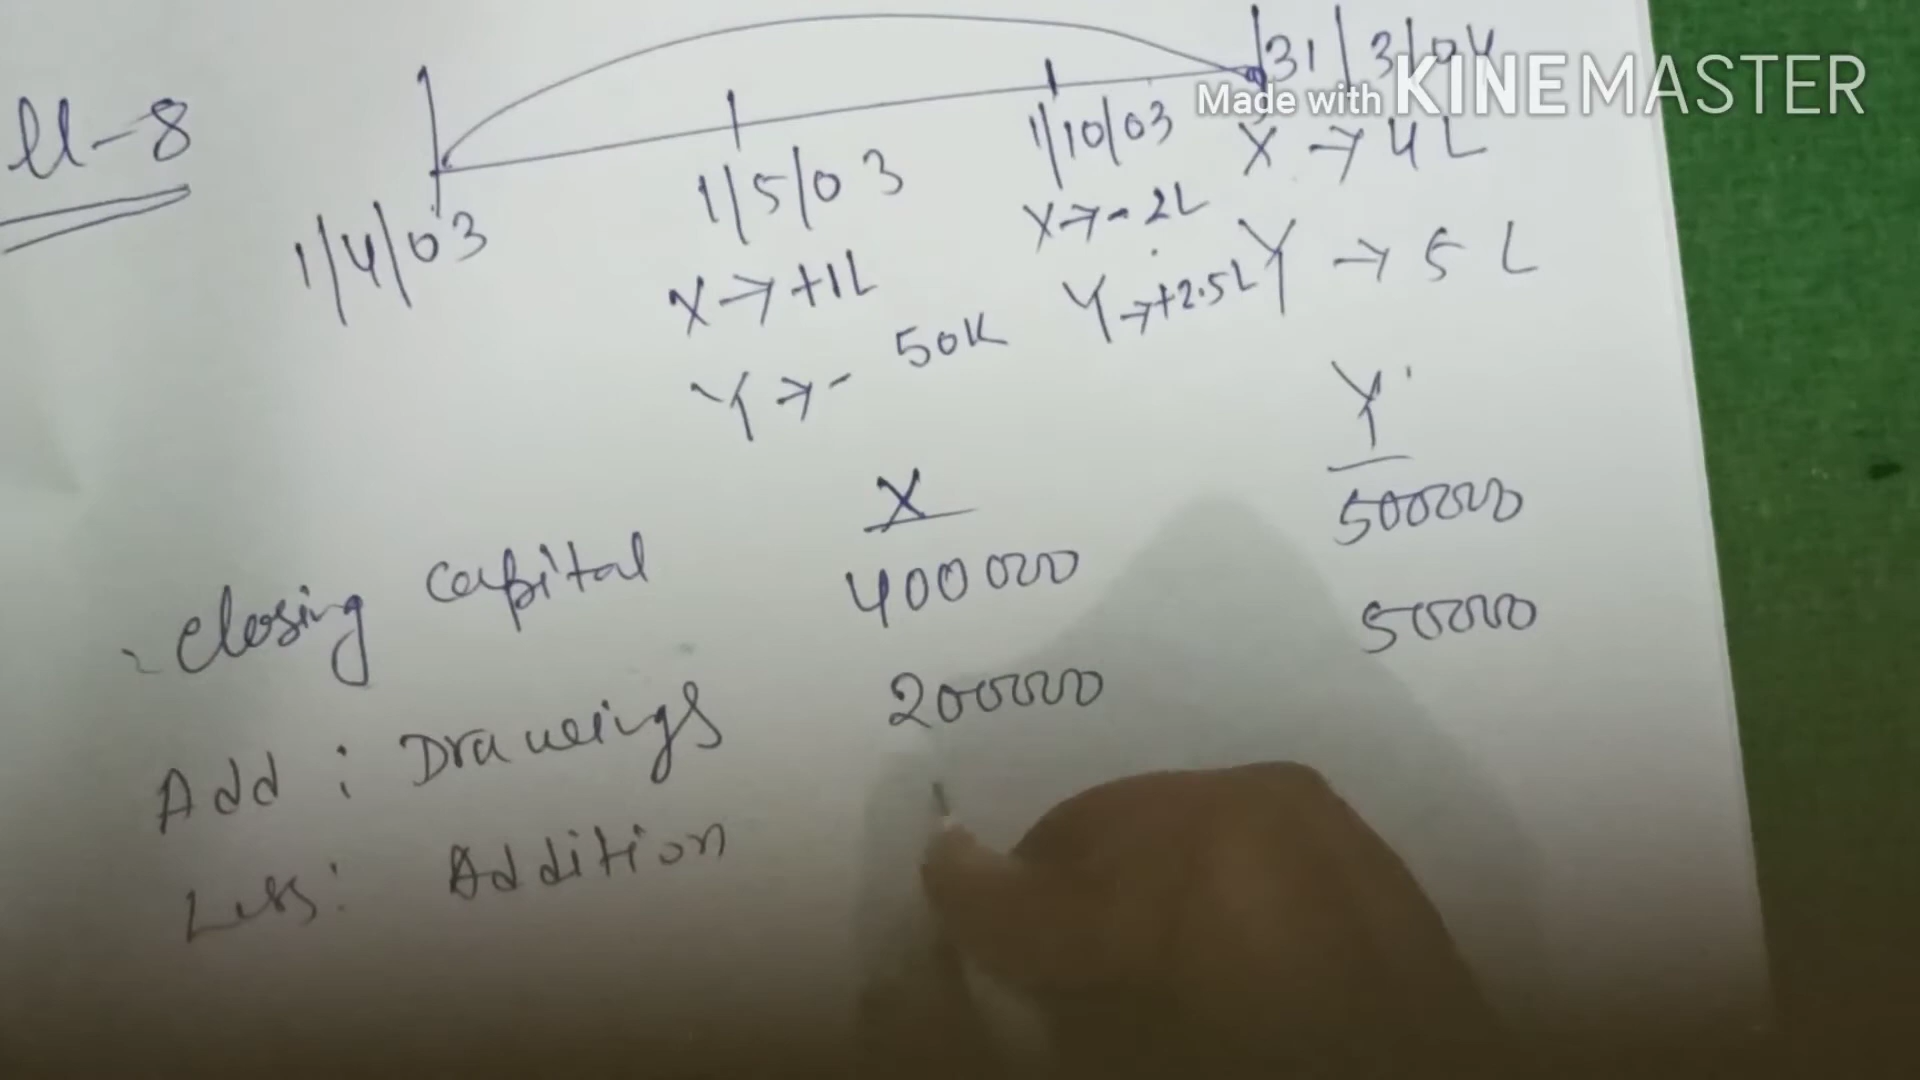 Ill-8
1/4/03
1/5/03
X → +1L
Y → - 50K
1/10/03
X → - 2L
Y → +2.5L
31/3/04
X → 4L
Y → 5L
Made with KINEMASTER
X Y
Closing Capital 400000 500000
Add : Drawings 200000 50000
Less : Addition